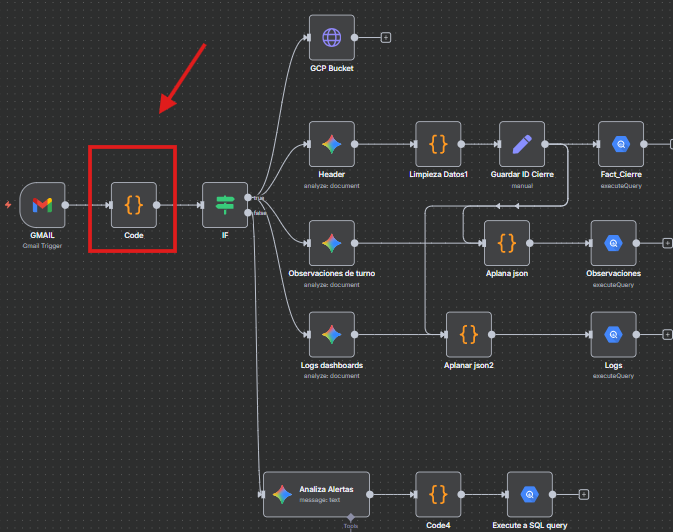 GCP Bucket
Header
analyze: document
Limpieza Datos1
Guardar ID Cierre
manual
Fact_Cierre
executeQuery
GMAIL
Gmail Trigger
{}
Code
IF
true
false
Observaciones de turno
analyze: document
Aplana json
Observaciones
executeQuery
Logs dashboards
analyze: document
Aplanar json2
Logs
executeQuery
Analiza Alertas
message: text
Tools
Code4
Execute a SQL query